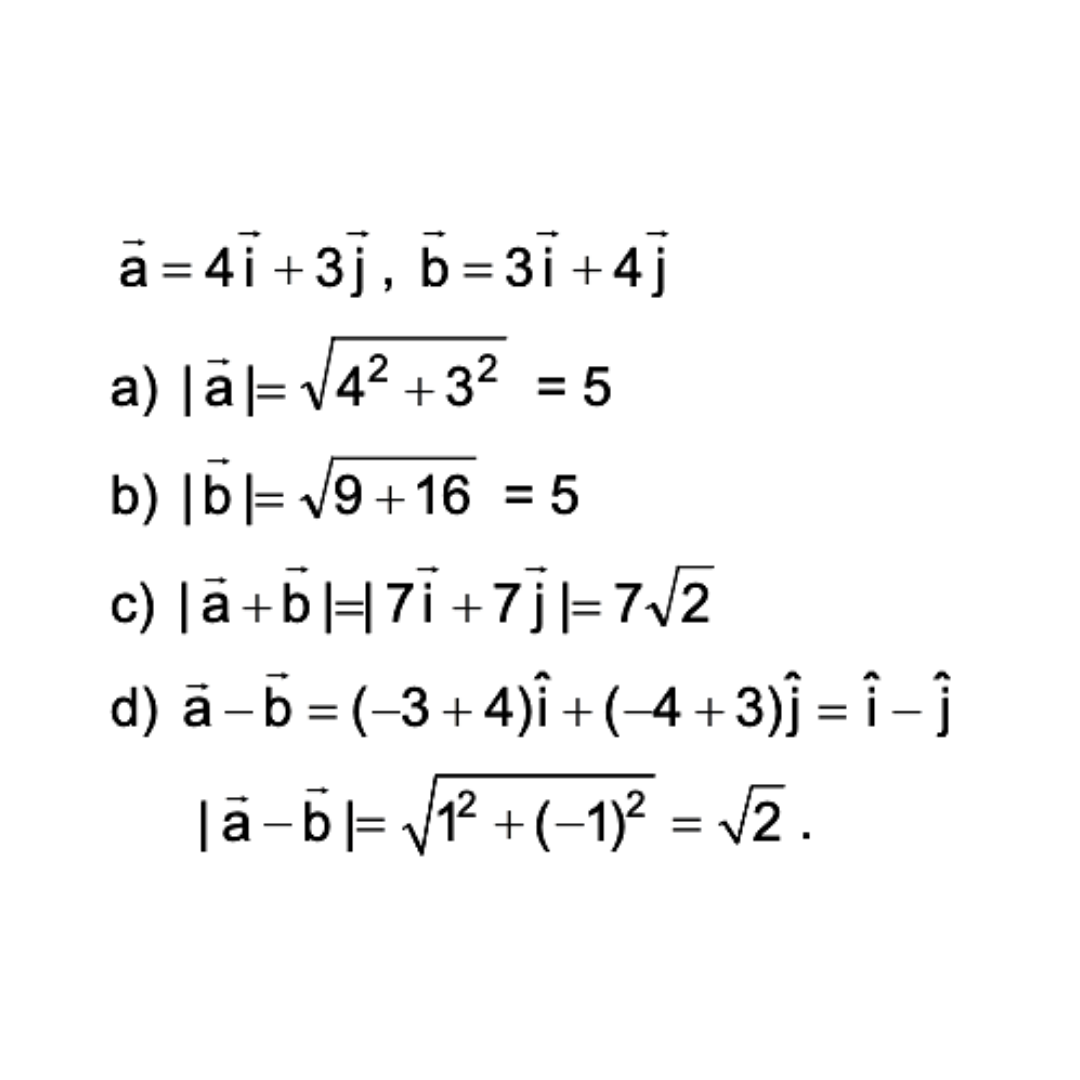 a⃗ = 4i⃗ + 3j⃗ , b⃗ = 3i⃗ + 4j⃗
a) |a⃗|= √(4² + 3²) = 5
b) |b⃗|= √(9 + 16) = 5
c) |a⃗ + b⃗|=|7i⃗ + 7j⃗|= 7√2
d) a⃗ − b⃗ = (−3 + 4)î + (−4 + 3)ĵ = î − ĵ
|a⃗ − b⃗|= √(1² + (−1)²) = √2 .